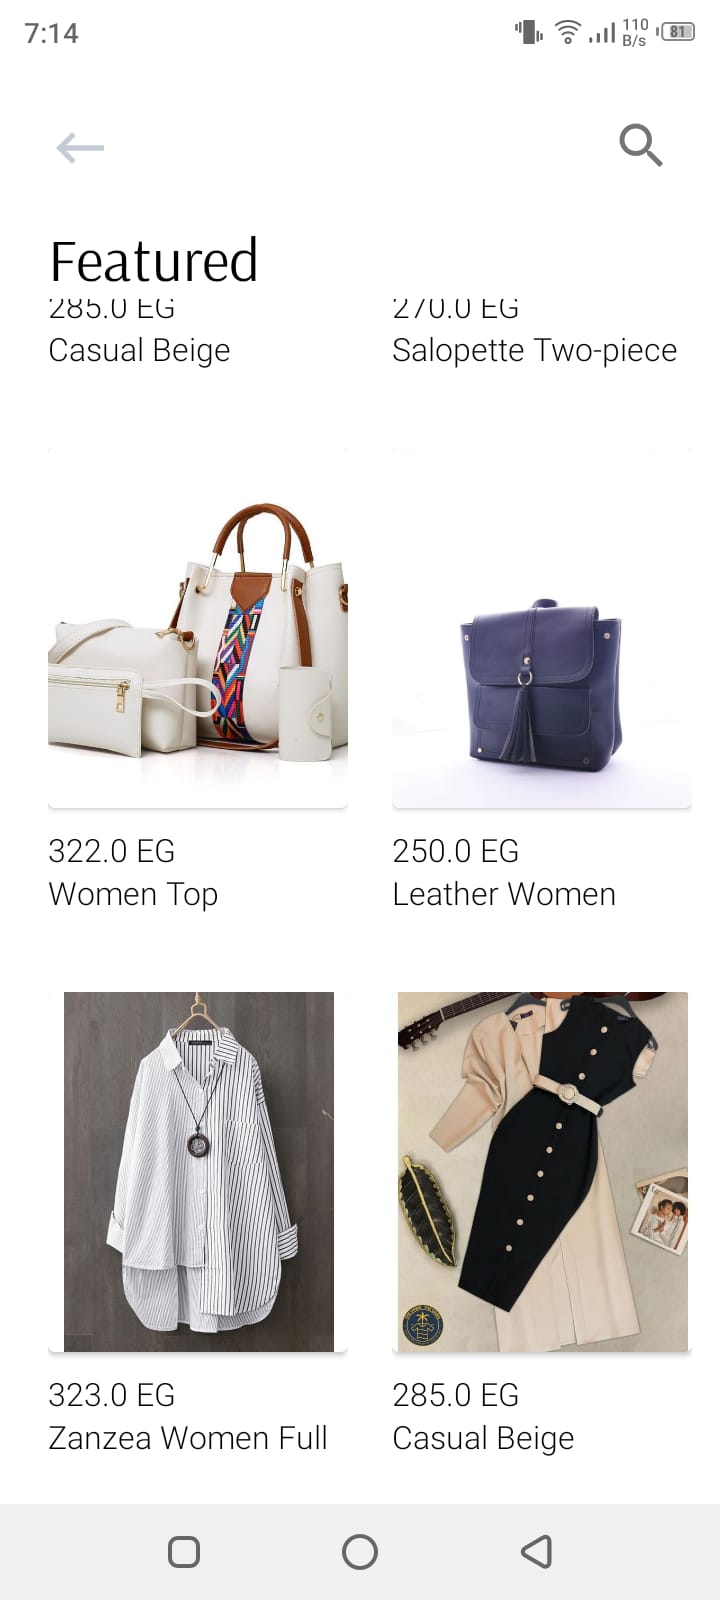 7:14
110
B/s
81
Featured
285.0 EG
270.0 EG
Casual Beige
Salopette Two-piece
322.0 EG
250.0 EG
Women Top
Leather Women
323.0 EG
285.0 EG
Zanzea Women Full
Casual Beige